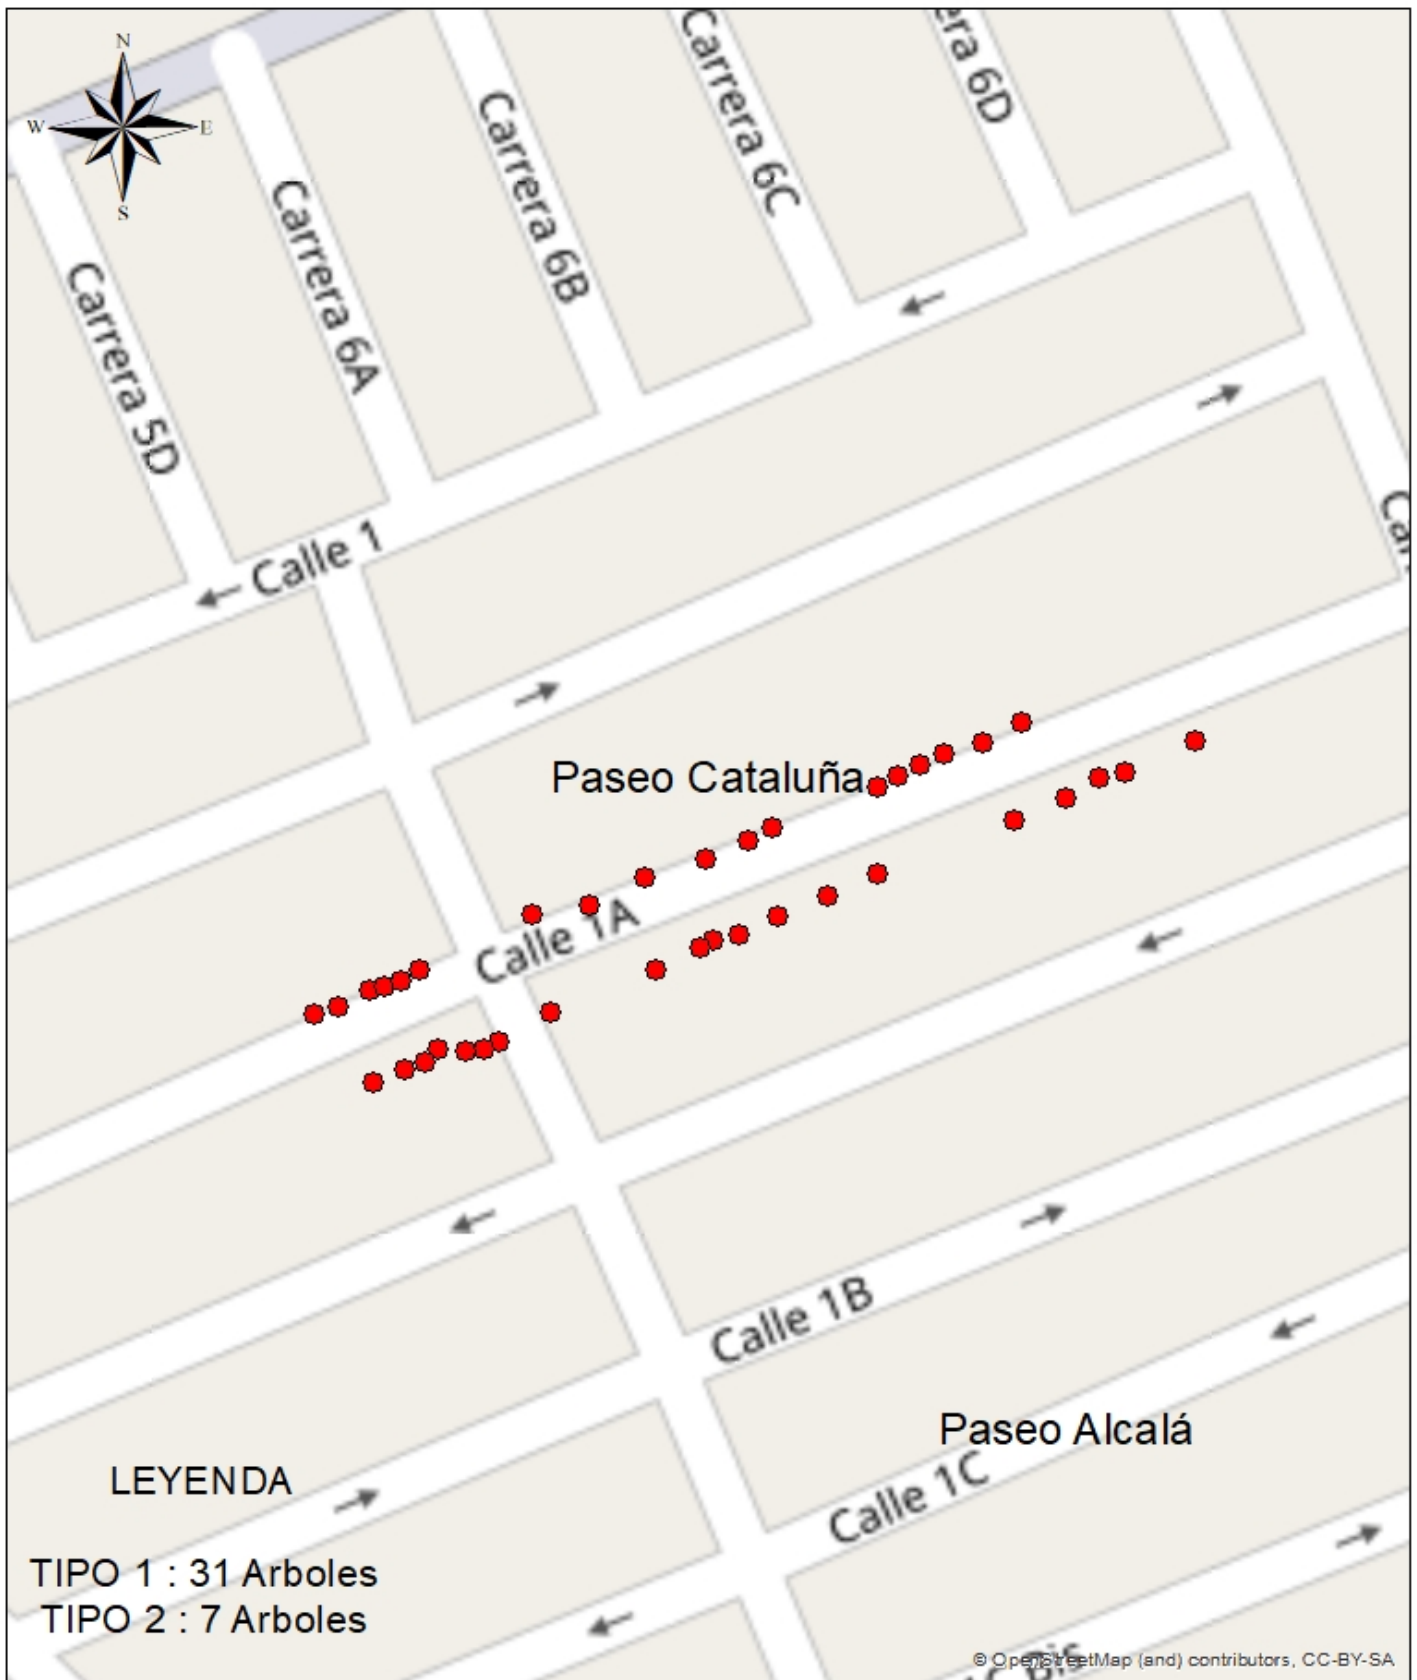 N
W E
S
Carrera 5D
Carrera 6A
Carrera 6B
Carrera 6C
era 6D
Calle 1
Paseo Cataluña
Calle 1A
Calle 1B
Paseo Alcalá
Calle 1C
LEYENDA
TIPO 1 : 31 Arboles
TIPO 2 : 7 Arboles
Bis
© OpenStreetMap (and) contributors, CC-BY-SA